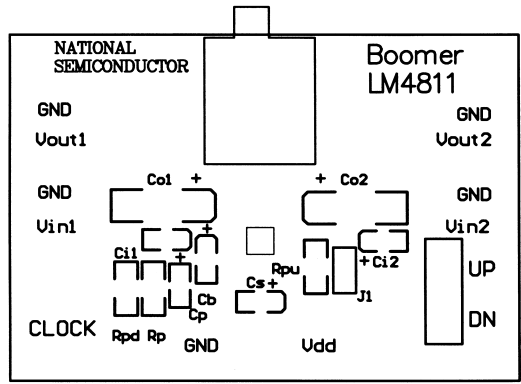 NATIONAL
SEMICONDUCTOR
Boomer
LM4811
GND
Vout1
GND
Vout2
Co1 +
+ Co2
GND
Vin1
GND
Vin2
+
Ci1
+
+ Ci2
Rpu
UP
Cs +
J1
Cb
Cp
CLOCK
DN
Rpd
Rp
GND
Vdd